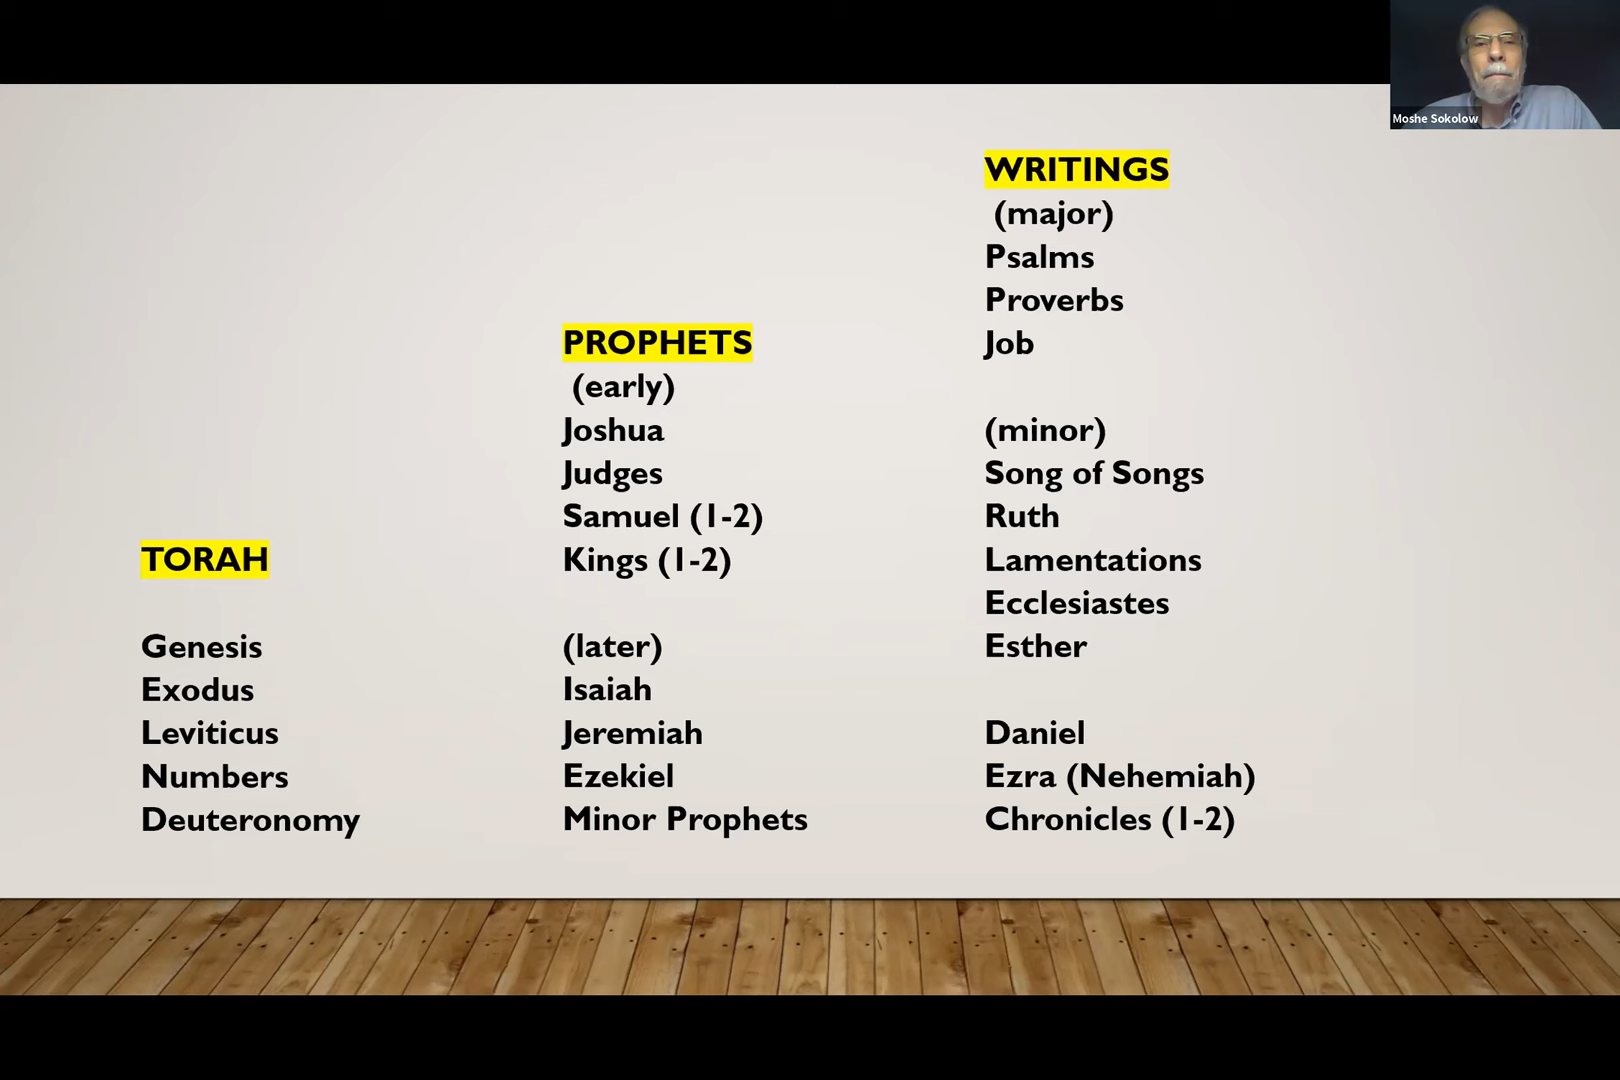 Moshe Sokolow
TORAH
Genesis
Exodus
Leviticus
Numbers
Deuteronomy
PROPHETS
(early)
Joshua
Judges
Samuel (1-2)
Kings (1-2)
(later)
Isaiah
Jeremiah
Ezekiel
Minor Prophets
WRITINGS
(major)
Psalms
Proverbs
Job
(minor)
Song of Songs
Ruth
Lamentations
Ecclesiastes
Esther
Daniel
Ezra (Nehemiah)
Chronicles (1-2)